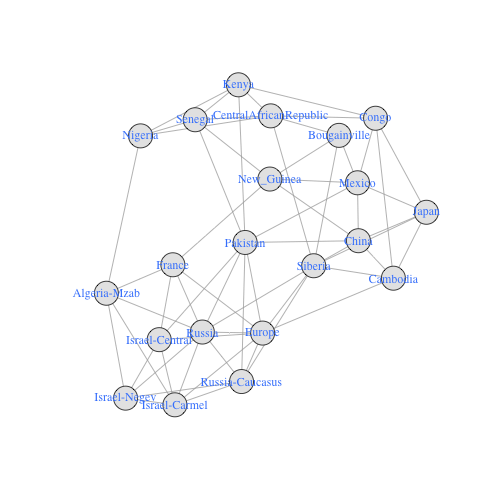 Kenya
Senegal
CentralAfricanRepublic
Congo
Nigeria
Bougainville
New_Guinea
Mexico
Japan
Pakistan
China
France
Siberia
Cambodia
Algeria-Mzab
Israel-Central
Russia
Europe
Russia-Caucasus
Israel-Negev
Israel-Carmel